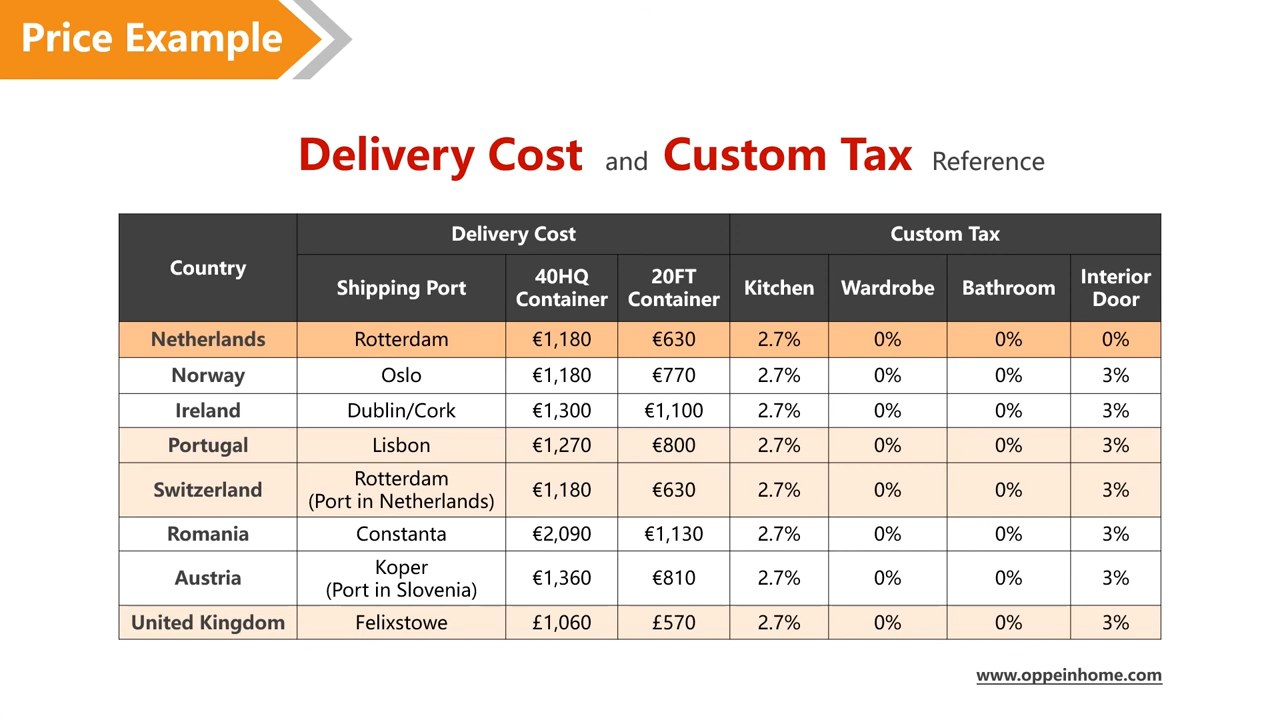 Price Example
Delivery Cost and Custom Tax Reference
Country Delivery Cost Custom Tax
Shipping Port 40HQ Container 20FT Container Kitchen Wardrobe Bathroom Interior Door
Netherlands Rotterdam €1,180 €630 2.7% 0% 0% 0%
Norway Oslo €1,180 €770 2.7% 0% 0% 3%
Ireland Dublin/Cork €1,300 €1,100 2.7% 0% 0% 3%
Portugal Lisbon €1,270 €800 2.7% 0% 0% 3%
Switzerland Rotterdam (Port in Netherlands) €1,180 €630 2.7% 0% 0% 3%
Romania Constanta €2,090 €1,130 2.7% 0% 0% 3%
Austria Koper (Port in Slovenia) €1,360 €810 2.7% 0% 0% 3%
United Kingdom Felixstowe £1,060 £570 2.7% 0% 0% 3%
www.oppeinhome.com